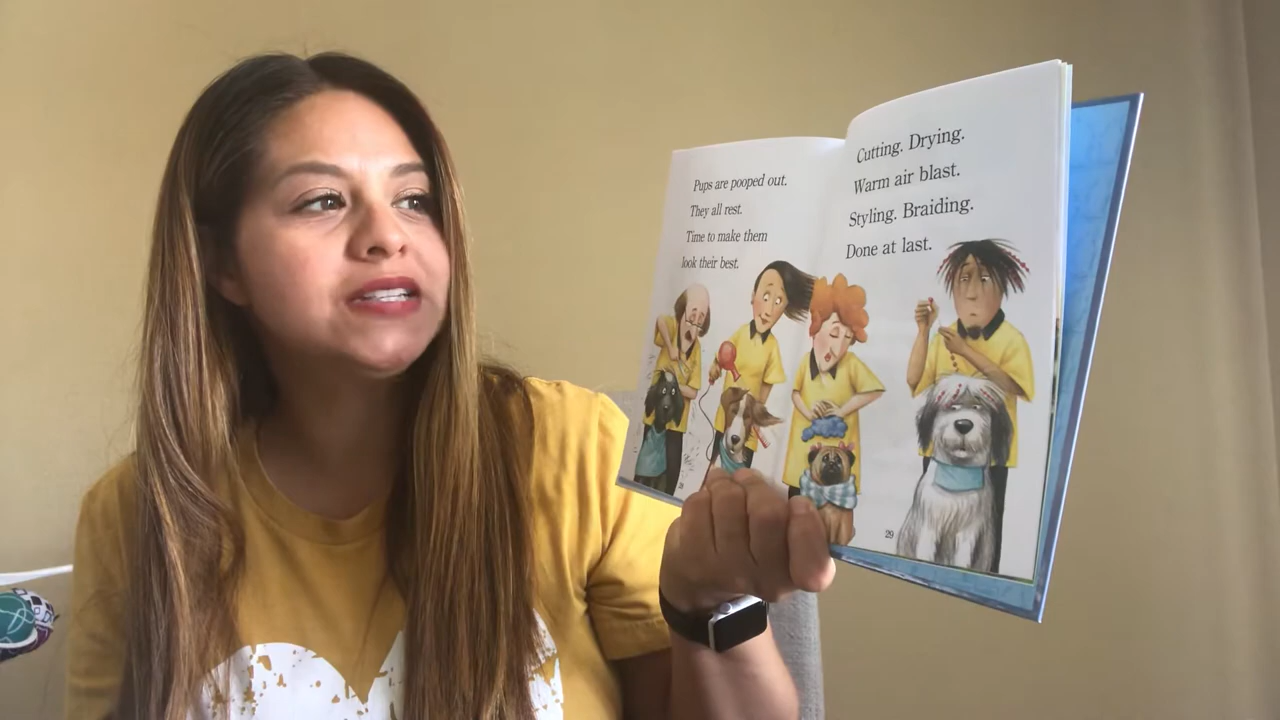 Pups are pooped out.
They all rest.
Time to make them
look their best.
28
Cutting. Drying.
Warm air blast.
Styling. Braiding.
Done at last.
29